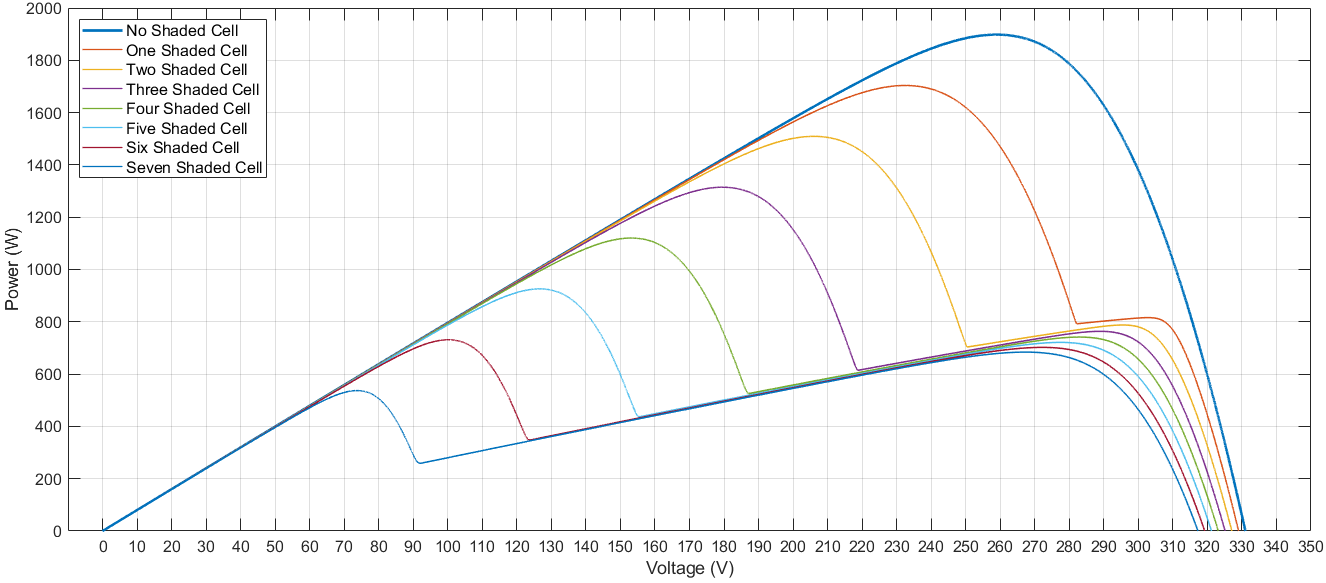 2000
1800
1600
1400
1200
1000
800
600
400
200
0
Power (W)
No Shaded Cell
One Shaded Cell
Two Shaded Cell
Three Shaded Cell
Four Shaded Cell
Five Shaded Cell
Six Shaded Cell
Seven Shaded Cell
0 10 20 30 40 50 60 70 80 90 100 110 120 130 140 150 160 170 180 190 200 210 220 230 240 250 260 270 280 290 300 310 320 330 340 350
Voltage (V)